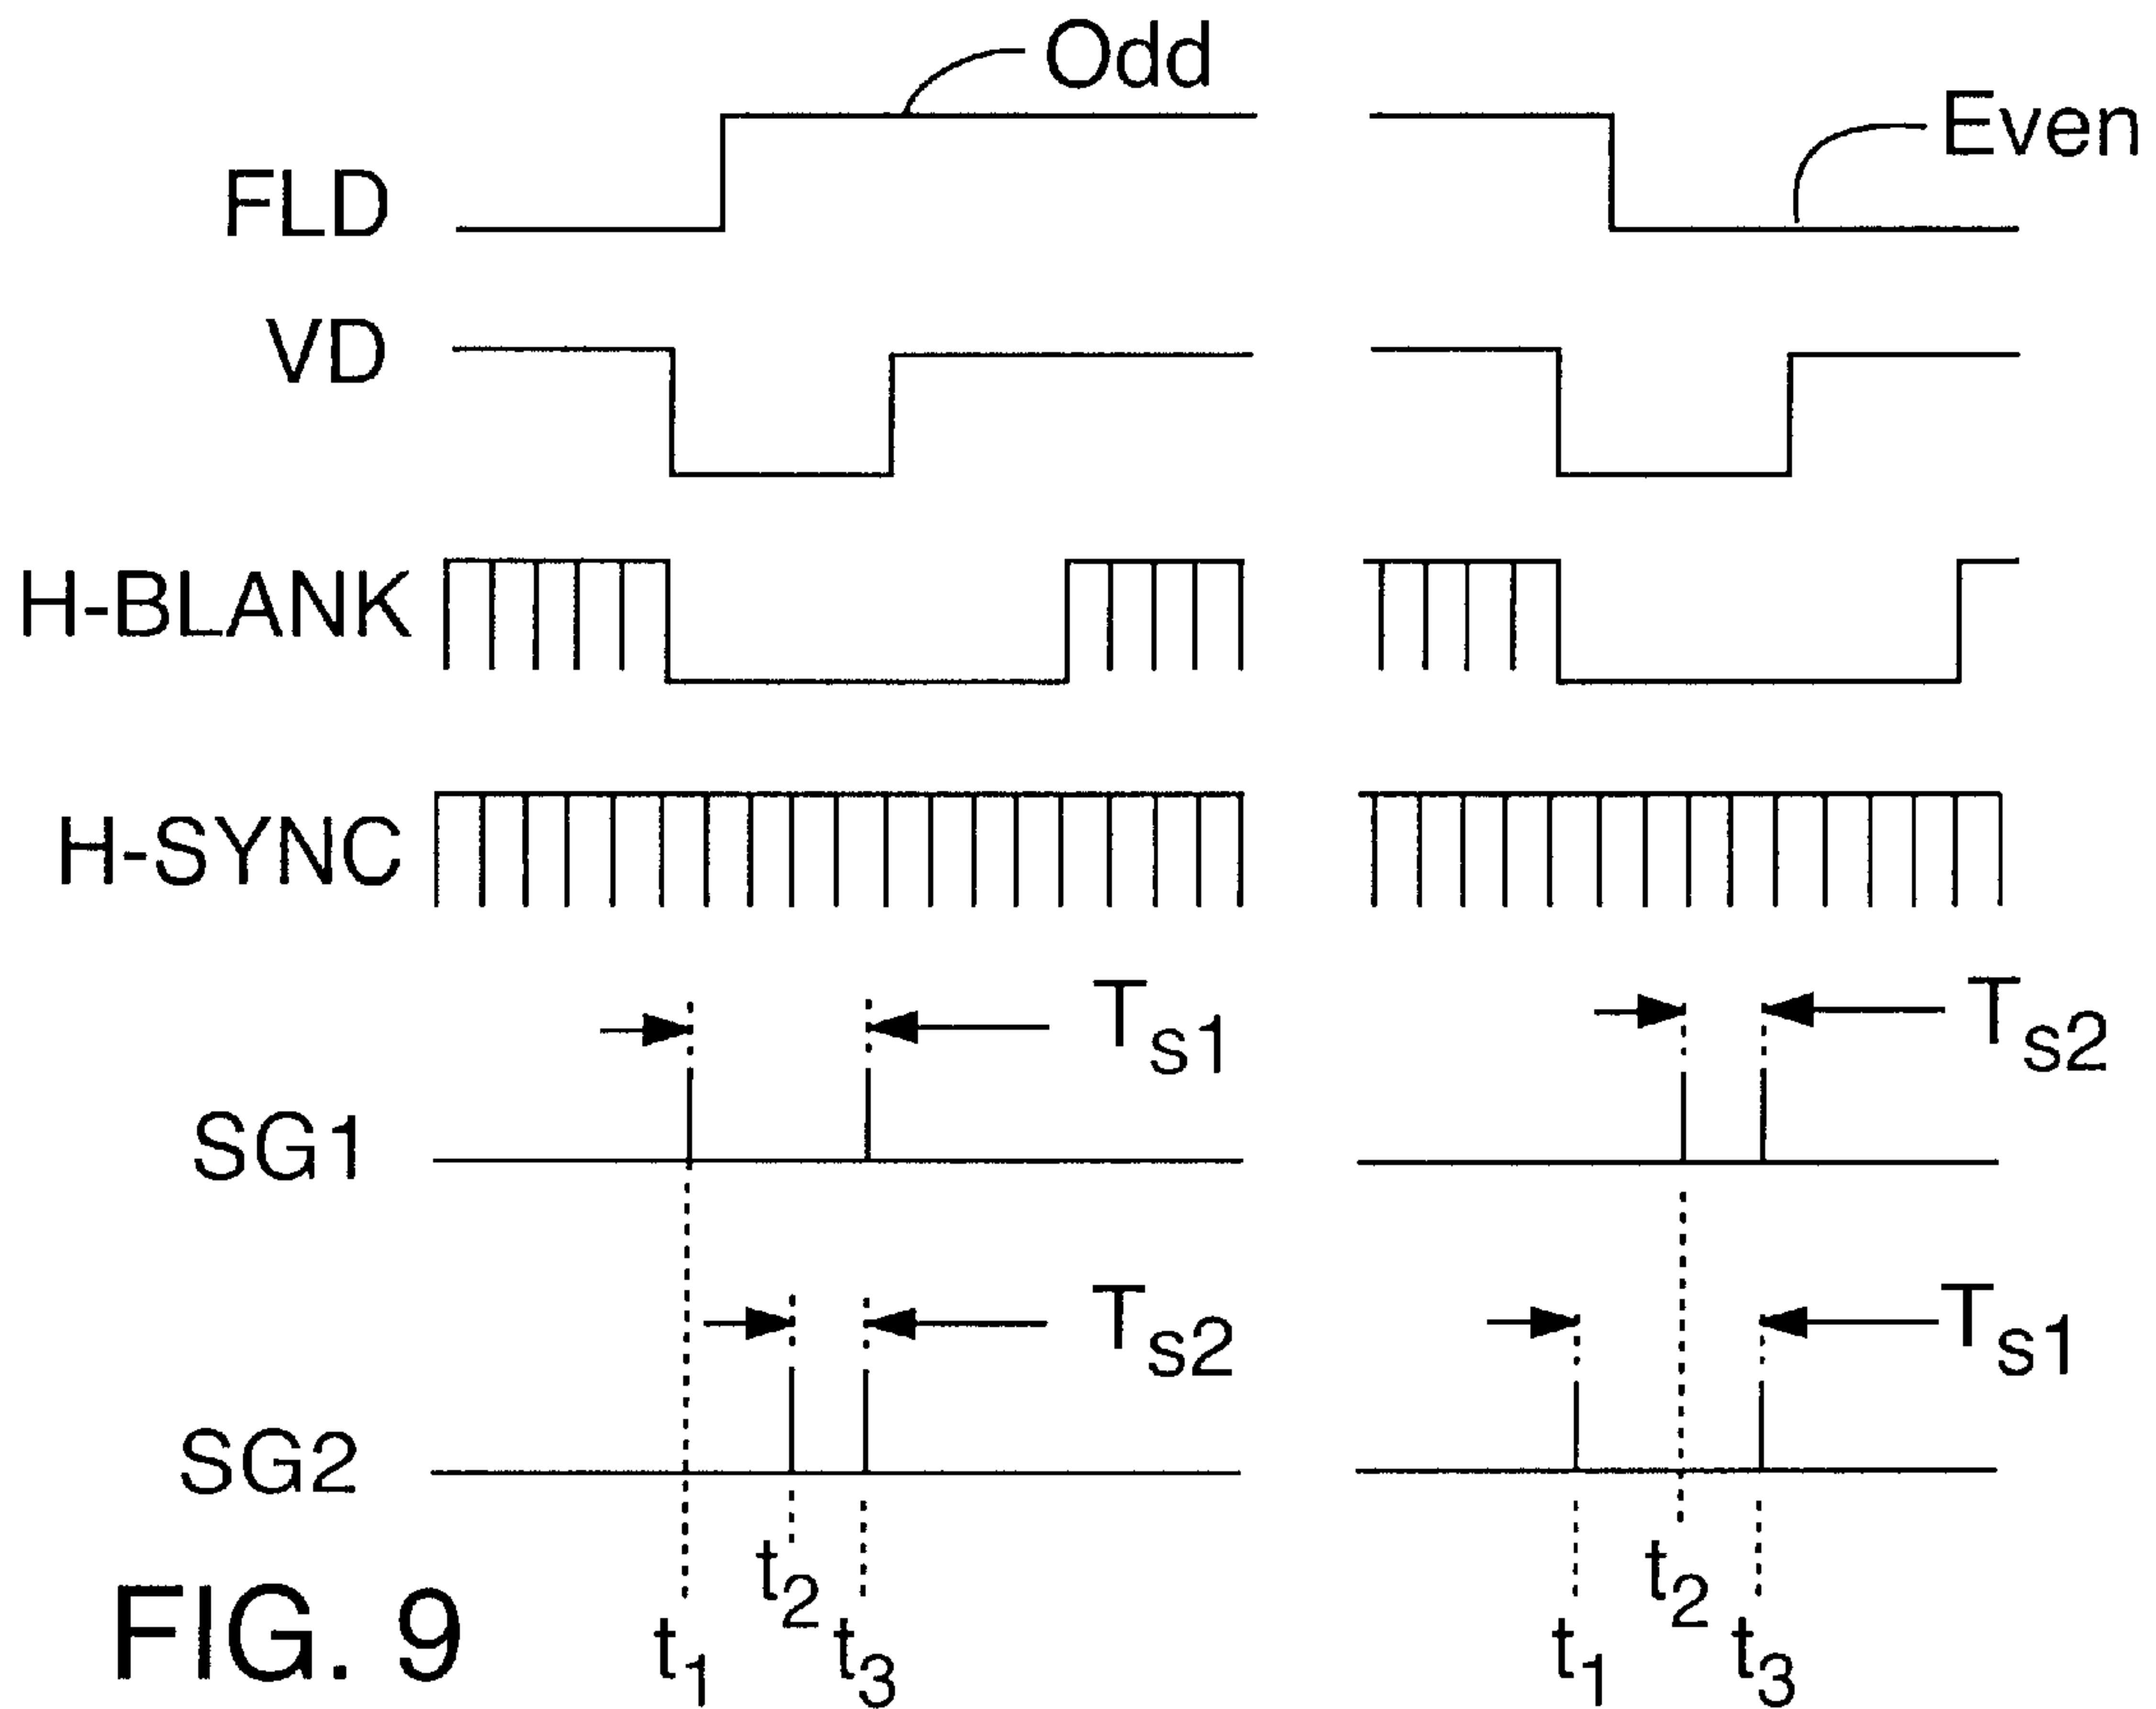 Odd
Even
FLD
VD
H-BLANK
H-SYNC
Ts1
Ts2
SG1
Ts2
Ts1
SG2
t2
t2
t1
t3
t1
t3
FIG. 9